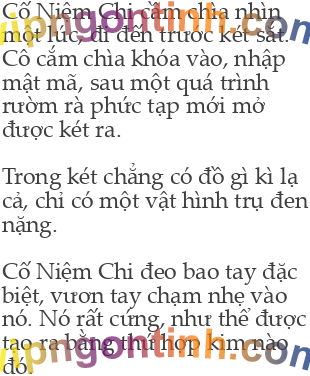 Cố Niệm Chi cầm chìa nhìn
một lúc, đi đến trước két sắt.
Cô cắm chìa khóa vào, nhập
mật mã, sau một quá trình
rườm rà phức tạp mới mở
được két ra.
Trong két chẳng có đồ gì kì lạ
cả, chỉ có một vật hình trụ đen
nặng.
Cố Niệm Chi đeo bao tay đặc
biệt, vươn tay chạm nhẹ vào
nó. Nó rất cứng, như thể được
tạo ra bằng thứ hợp kim nào
đó.
vipngontinh.com
vipngontinh.com